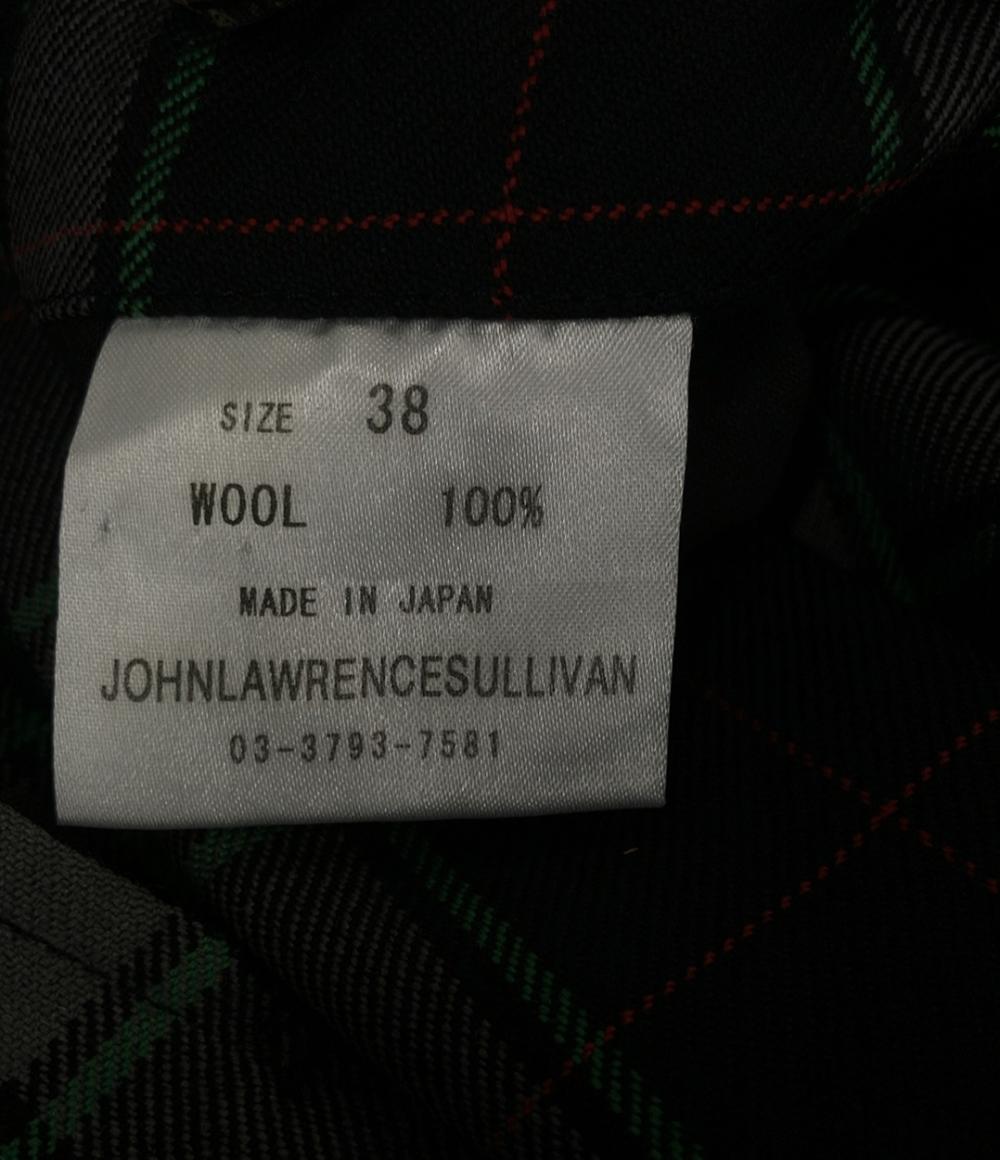 SIZE 38
WOOL 100%
MADE IN JAPAN
JOHNLAWRENCESULLIVAN
03-3793-7581